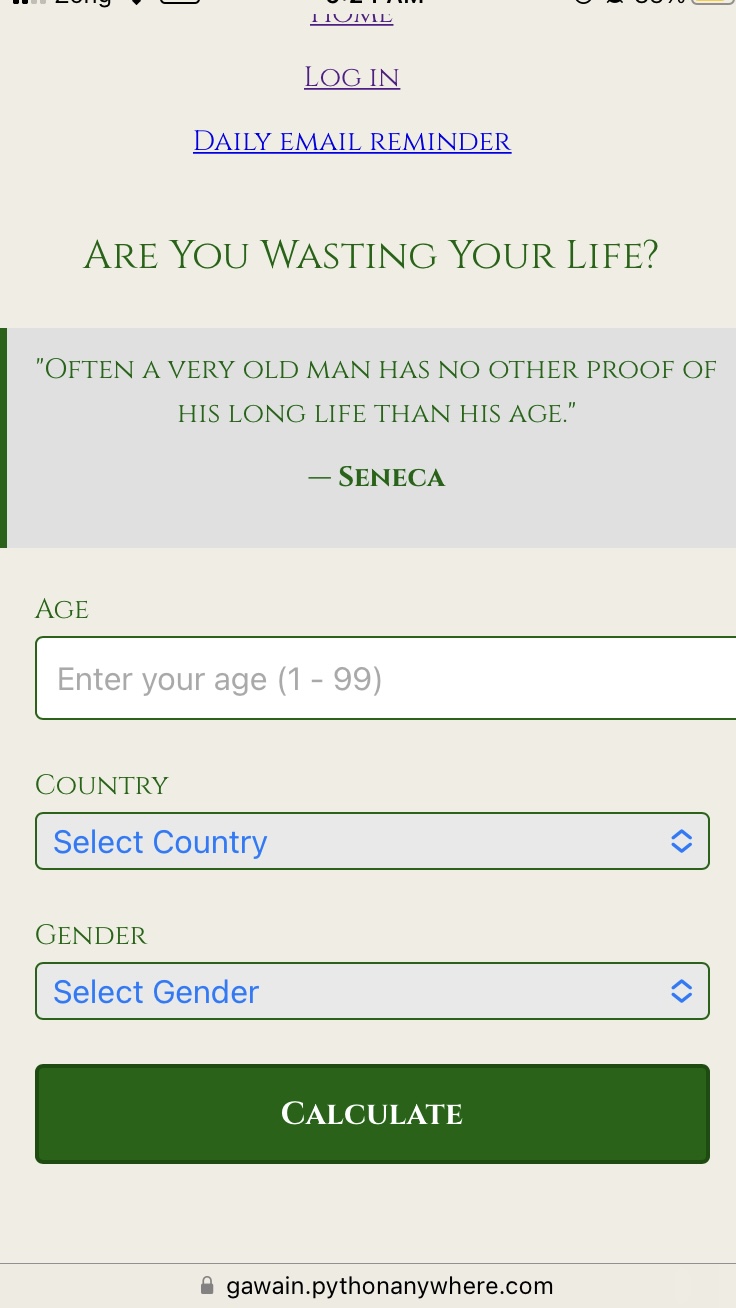 Home
Log in
Daily email reminder
Are You Wasting Your Life?
"Often a very old man has no other proof of
his long life than his age."
— Seneca
Age
Enter your age (1 - 99)
Country
Select Country
Gender
Select Gender
Calculate
gawain.pythonanywhere.com